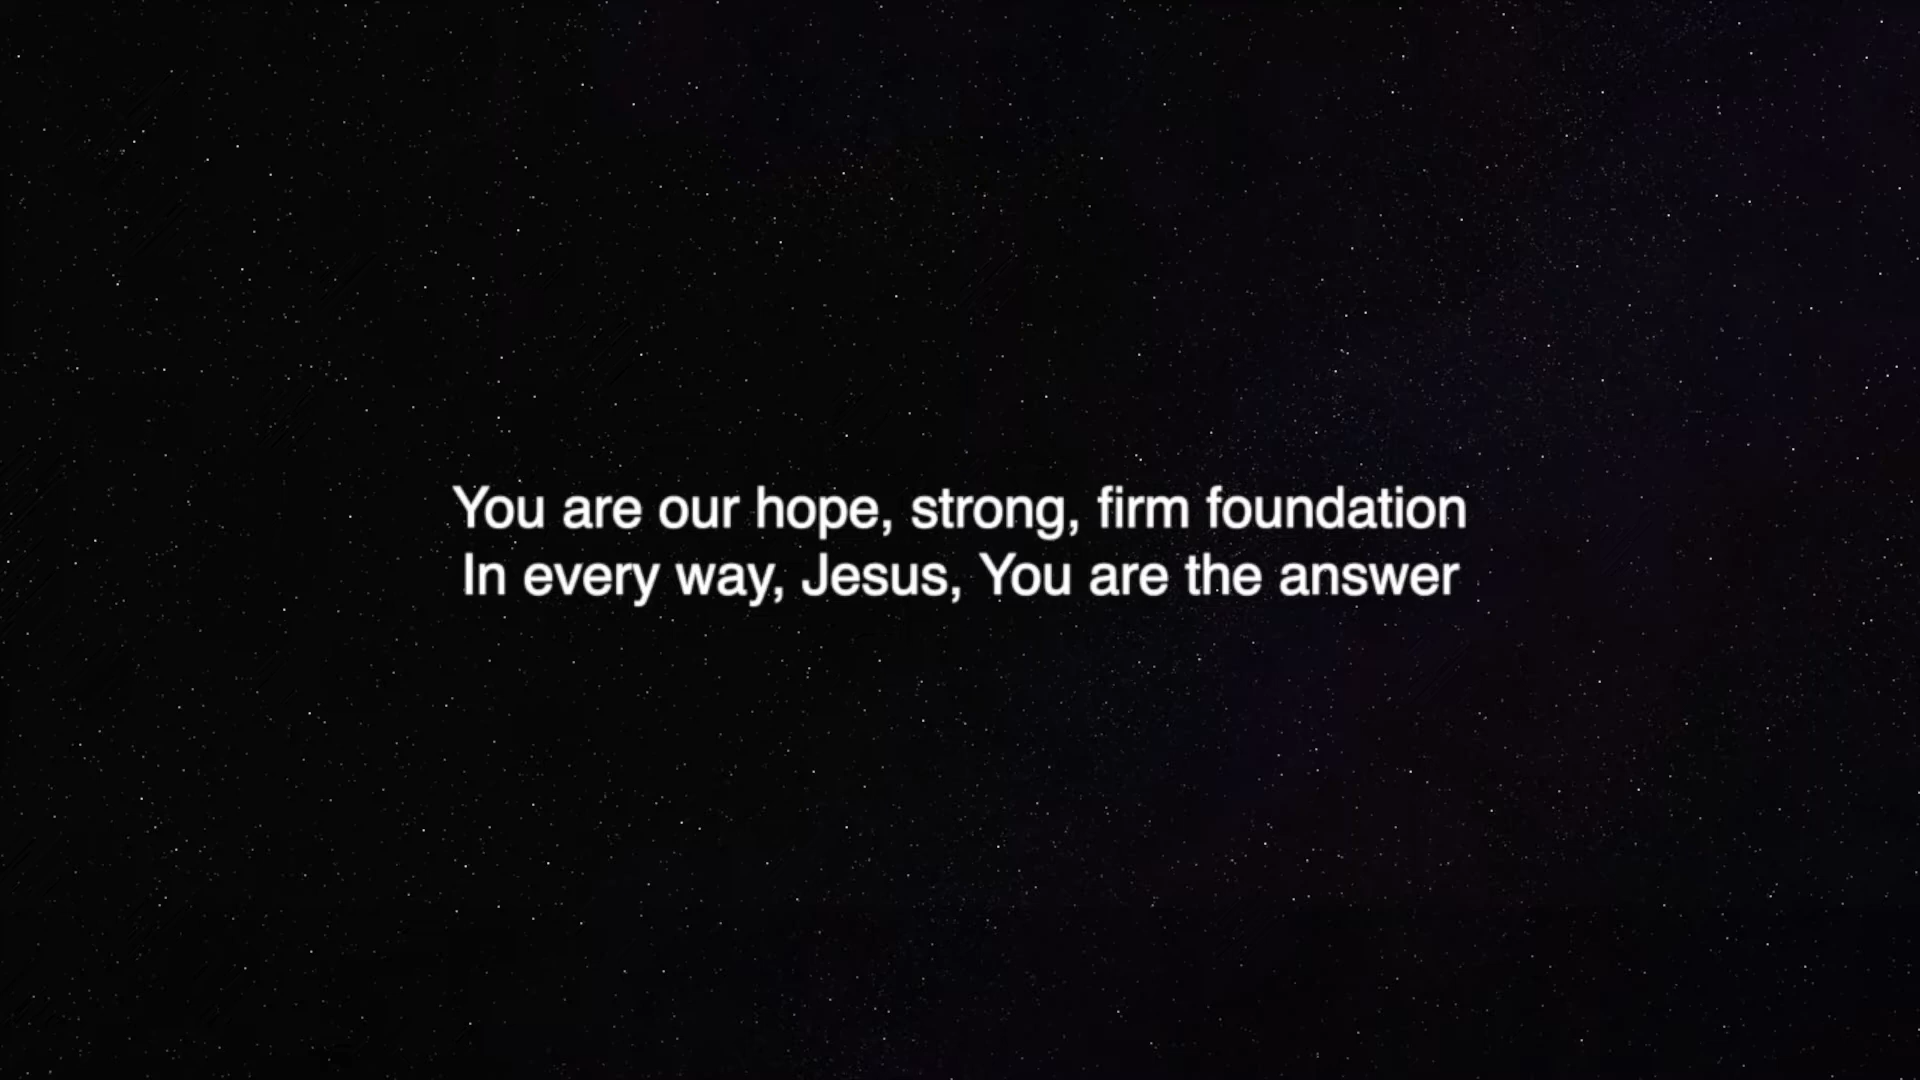 You are our hope, strong, firm foundation
In every way, Jesus, You are the answer